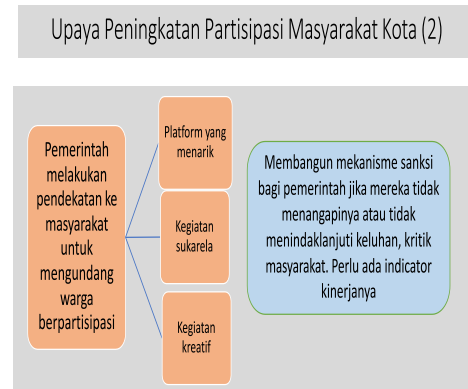 Upaya Peningkatan Partisipasi Masyarakat Kota (2)
Pemerintah
melakukan
pendekatan ke
masyarakat
untuk
mengundang
warga
berpartisipasi
Platform yang
menarik
Kegiatan
sukarela
Kegiatan
kreatif
Membangun mekanisme sanksi
bagi pemerintah jika mereka tidak
menangapinya atau tidak
menindaklanjuti keluhan, kritik
masyarakat. Perlu ada indicator
kinerjanya